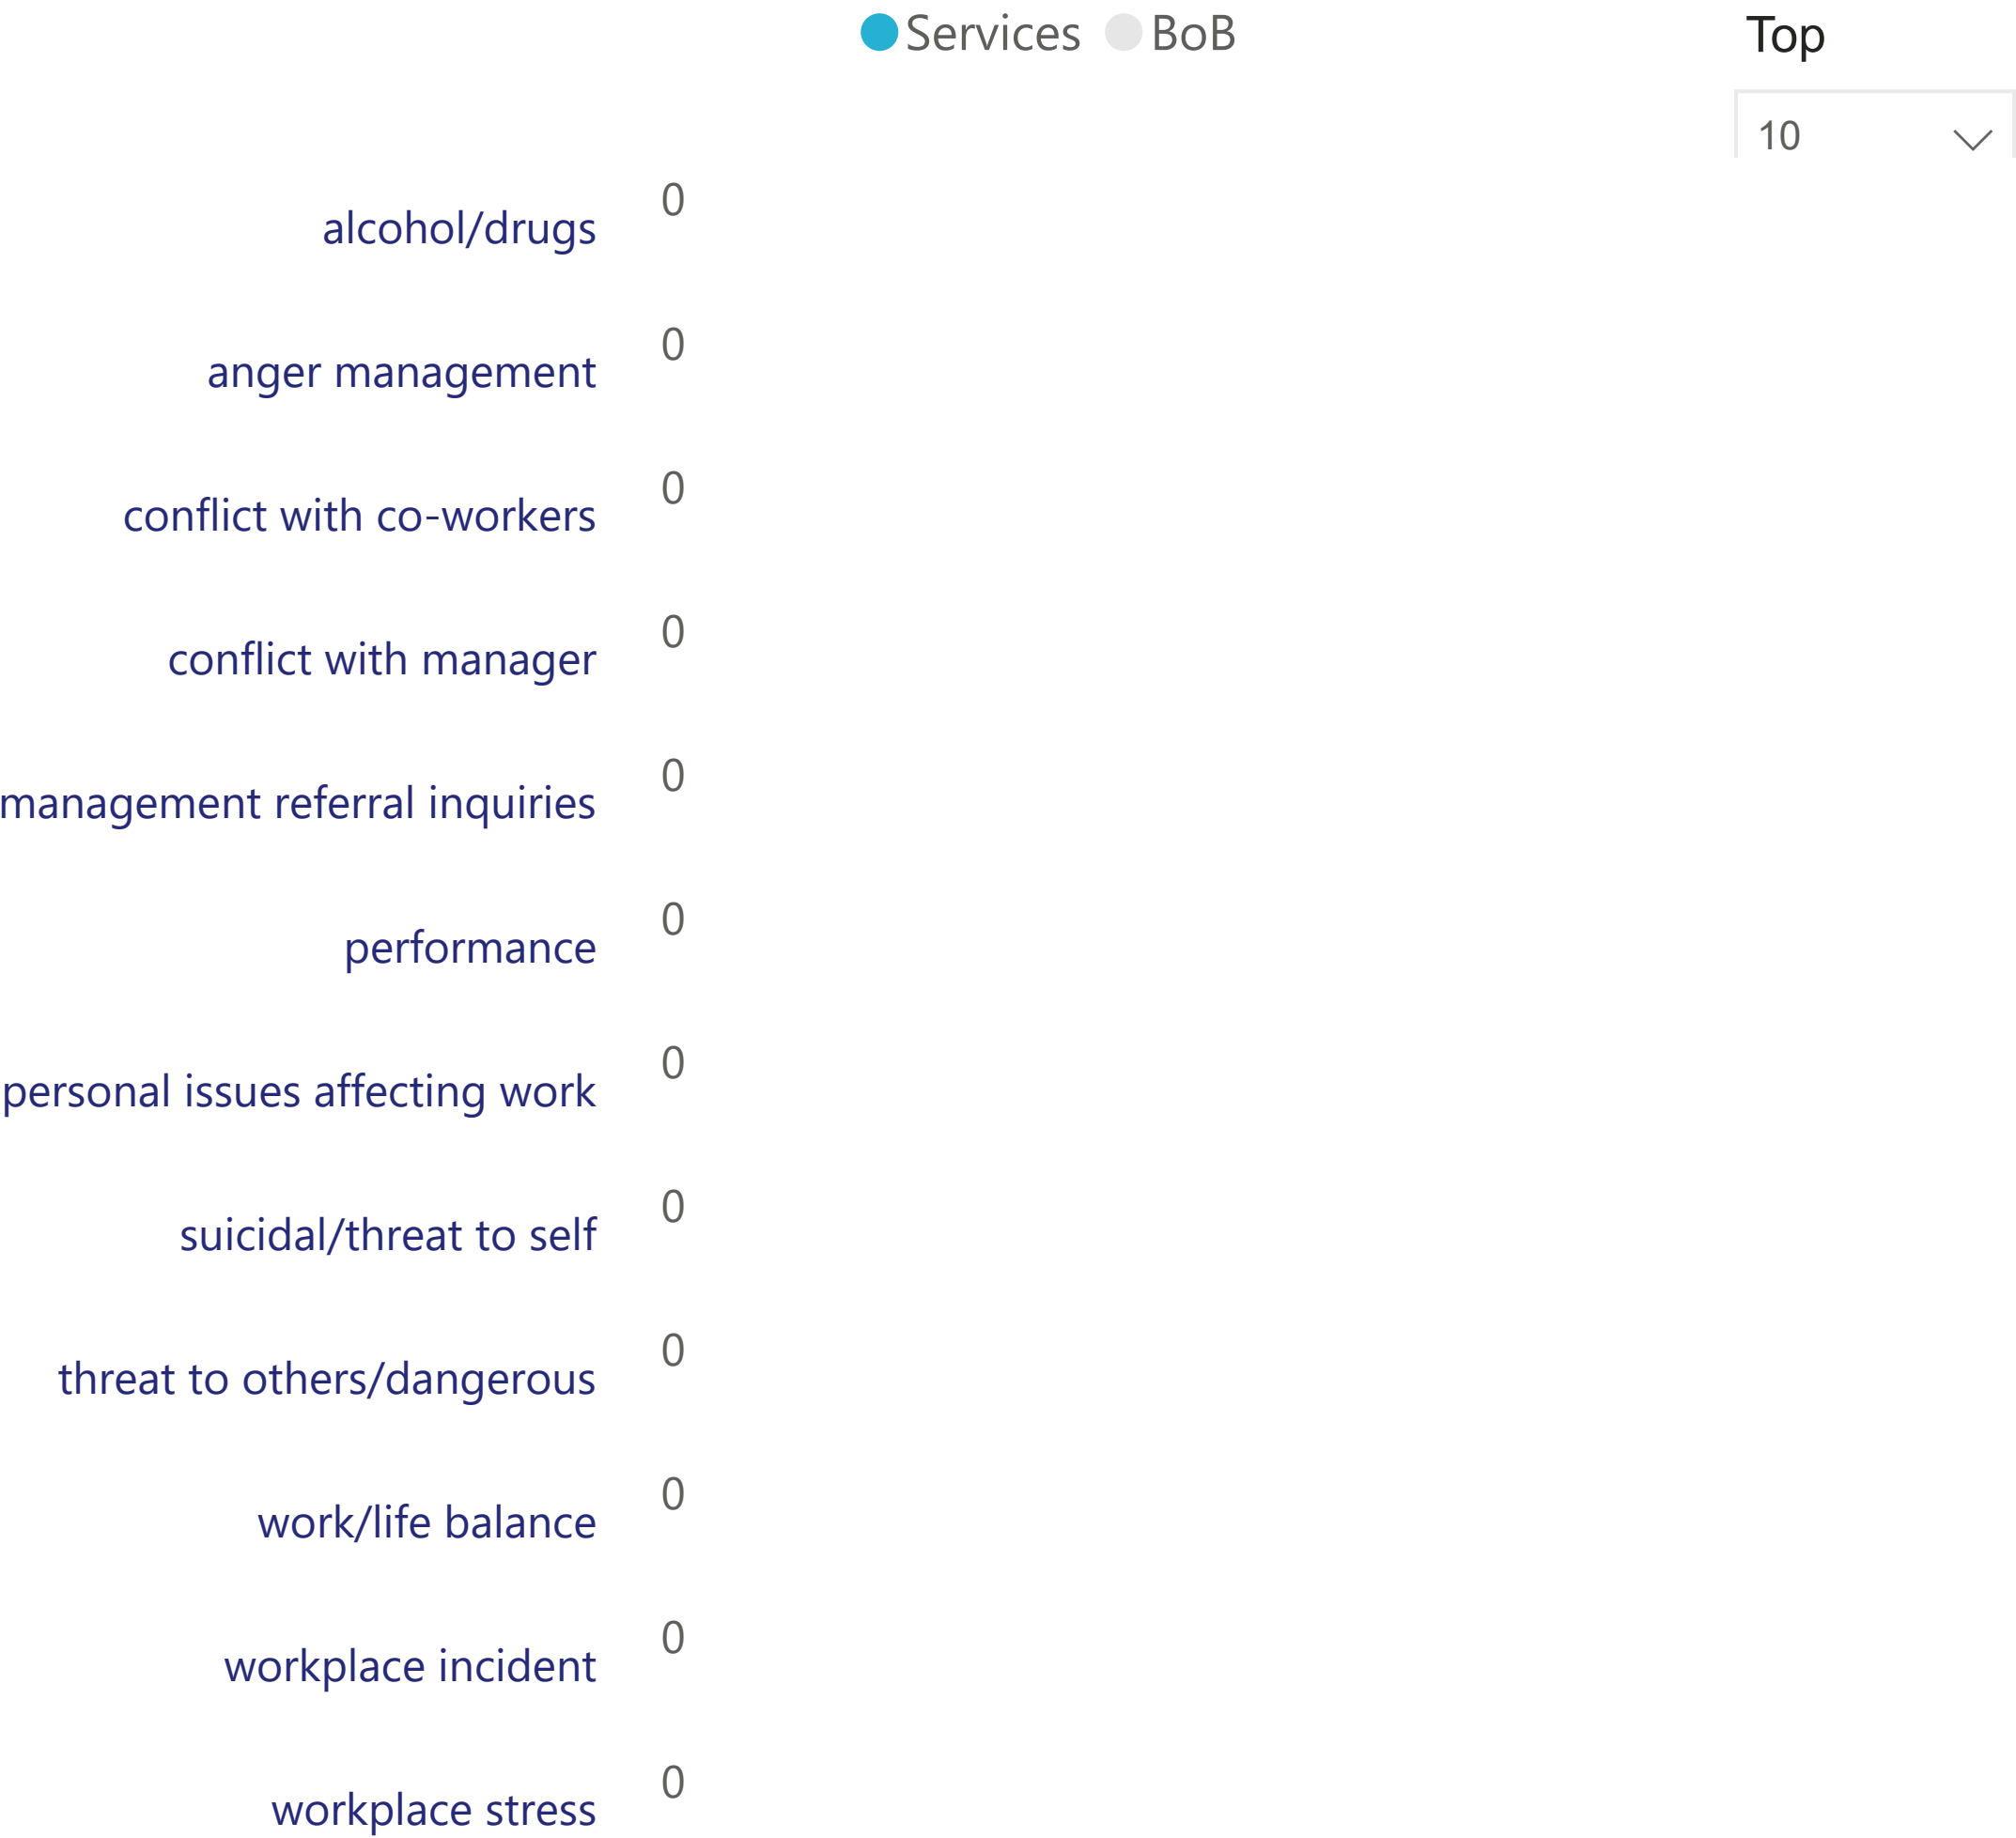 Services BoB Top
10
0
alcohol/drugs
0
anger management
0
conflict with co-workers
0
conflict with manager
0
management referral inquiries
0
performance
0
personal issues affecting work
0
suicidal/threat to self
0
threat to others/dangerous
0
work/life balance
0
workplace incident
0
workplace stress